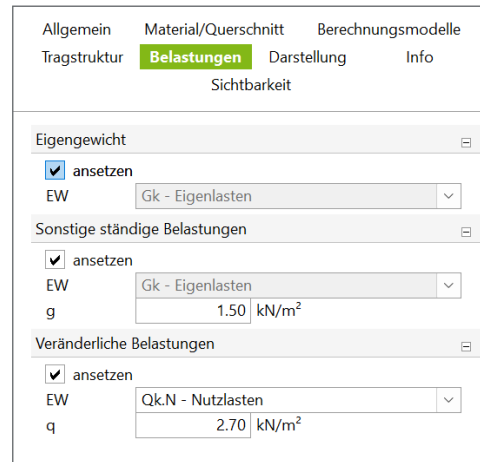 Allgemein Material/Querschnitt Berechnungsmodelle
Tragstruktur Belastungen Darstellung Info
Sichtbarkeit
Eigengewicht
ansetzen
EW Gk - Eigenlasten
Sonstige ständige Belastungen
ansetzen
EW Gk - Eigenlasten
g 1.50 kN/m²
Veränderliche Belastungen
ansetzen
EW Qk.N - Nutzlasten
q 2.70 kN/m²